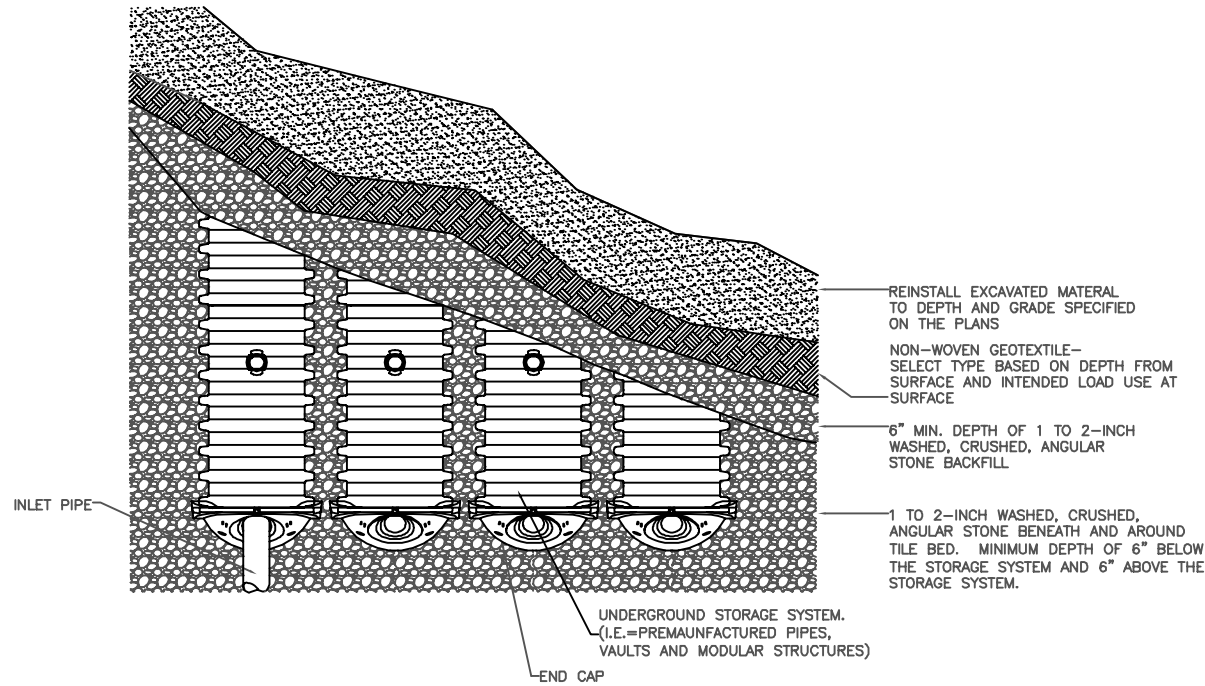 REINSTALL EXCAVATED MATERAL
TO DEPTH AND GRADE SPECIFIED
ON THE PLANS
NON-WOVEN GEOTEXTILE-
SELECT TYPE BASED ON DEPTH FROM
SURFACE AND INTENDED LOAD USE AT
SURFACE
6" MIN. DEPTH OF 1 TO 2-INCH
WASHED, CRUSHED, ANGULAR
STONE BACKFILL
INLET PIPE
1 TO 2-INCH WASHED, CRUSHED,
ANGULAR STONE BENEATH AND AROUND
TILE BED. MINIMUM DEPTH OF 6" BELOW
THE STORAGE SYSTEM AND 6" ABOVE THE
STORAGE SYSTEM.
UNDERGROUND STORAGE SYSTEM.
(I.E.=PREMAUNFACTURED PIPES,
VAULTS AND MODULAR STRUCTURES)
END CAP